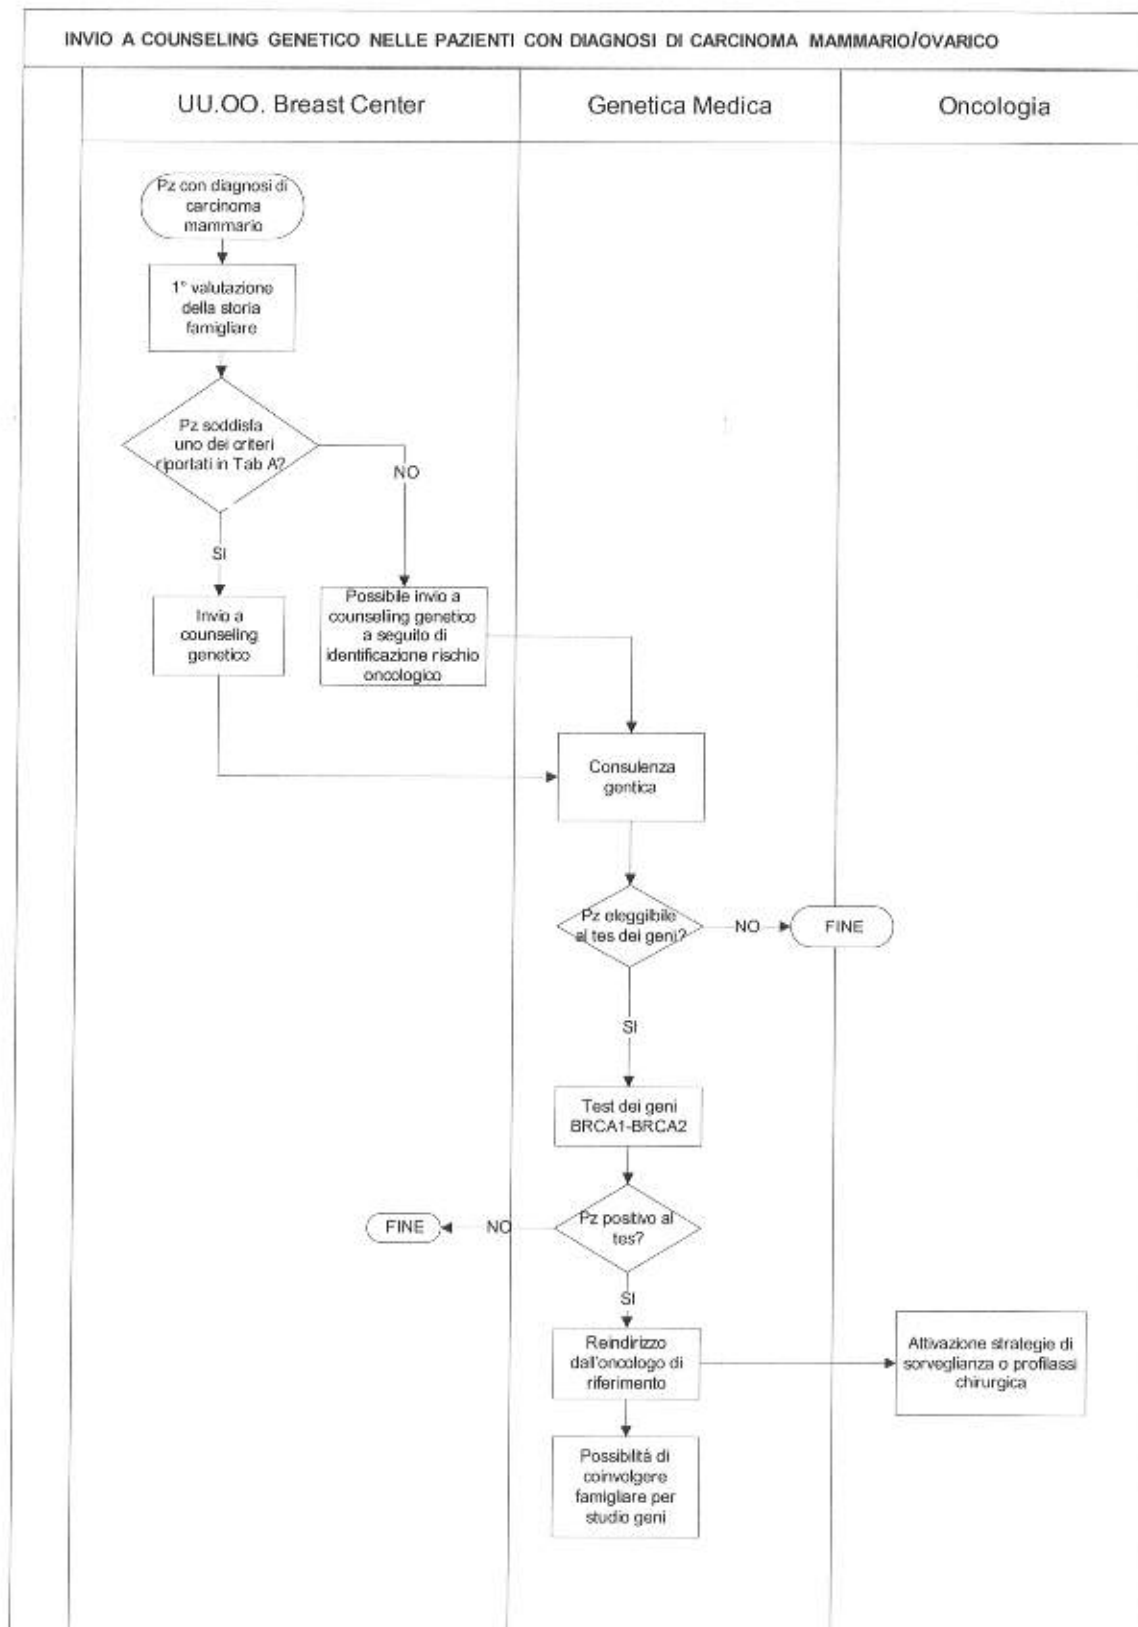 INVIO A COUNSELING GENETICO NELLE PAZIENTI CON DIAGNOSI DI CARCINOMA MAMMARIO/OVARICO
UU.OO. Breast Center
Genetica Medica
Oncologia
Pz con diagnosi di
carcinoma
mammario
1° valutazione
della storia
famigliare
Pz soddisfa
uno dei criteri
riportati in Tab A?
NO
SI
Invio a
counseling
genetico
Possibile invio a
counseling genetico
a seguito di
identificazione rischio
oncologico
Consulenza
gentica
Pz eleggilbile
al tes dei geni?
NO
FINE
SI
Test dei geni
BRCA1-BRCA2
Pz positivo al
tes?
NO
FINE
SI
Reindirizzo
dall'oncologo di
riferimento
Attivazione strategie di
sorveglianza o profilassi
chirurgica
Possibilità di
coinvolgere
famigliare per
studio geni